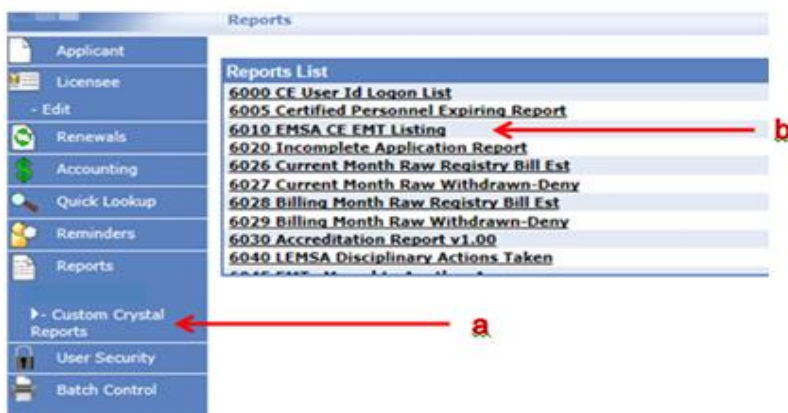 Reports
Applicant
Licensee
- Edit
Renewals
Accounting
Quick Lookup
Reminders
Reports
- Custom Crystal
Reports
User Security
Batch Control
Reports List
6000 CE User Id Logon List
6005 Certified Personnel Expiring Report
6010 EMSA CE EMT Listing
6020 Incomplete Application Report
6026 Current Month Raw Registry Bill Est
6027 Current Month Raw Withdrawn-Deny
6028 Billing Month Raw Registry Bill Est
6029 Billing Month Raw Withdrawn-Deny
6030 Accreditation Report v1.00
6040 LEMSA Disciplinary Actions Taken
b
a